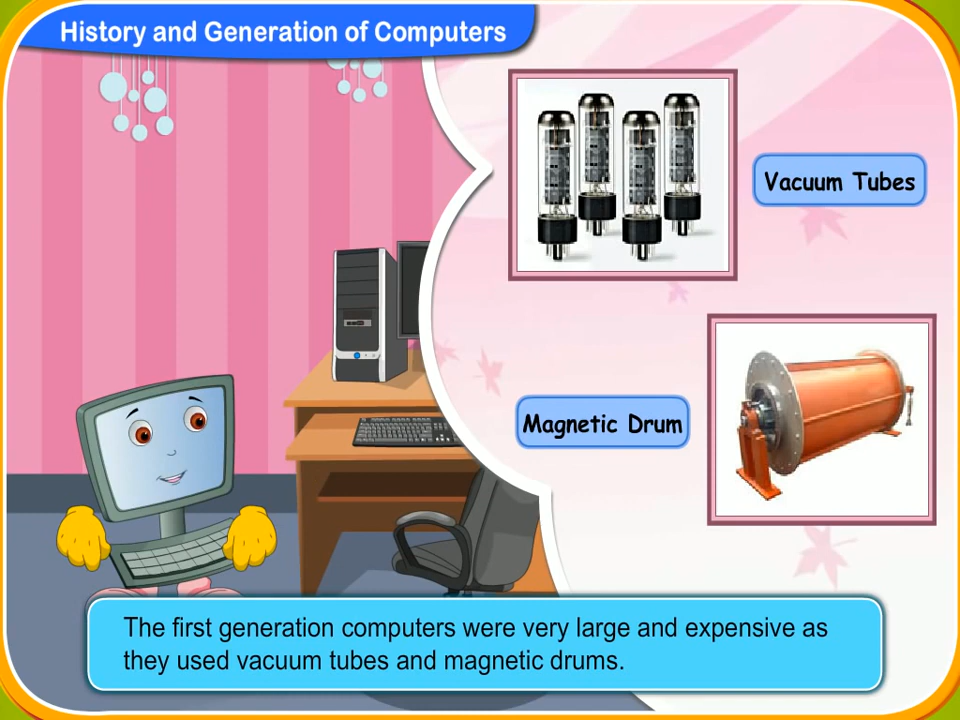 History and Generation of Computers
Vacuum Tubes
Magnetic Drum
The first generation computers were very large and expensive as
they used vacuum tubes and magnetic drums.